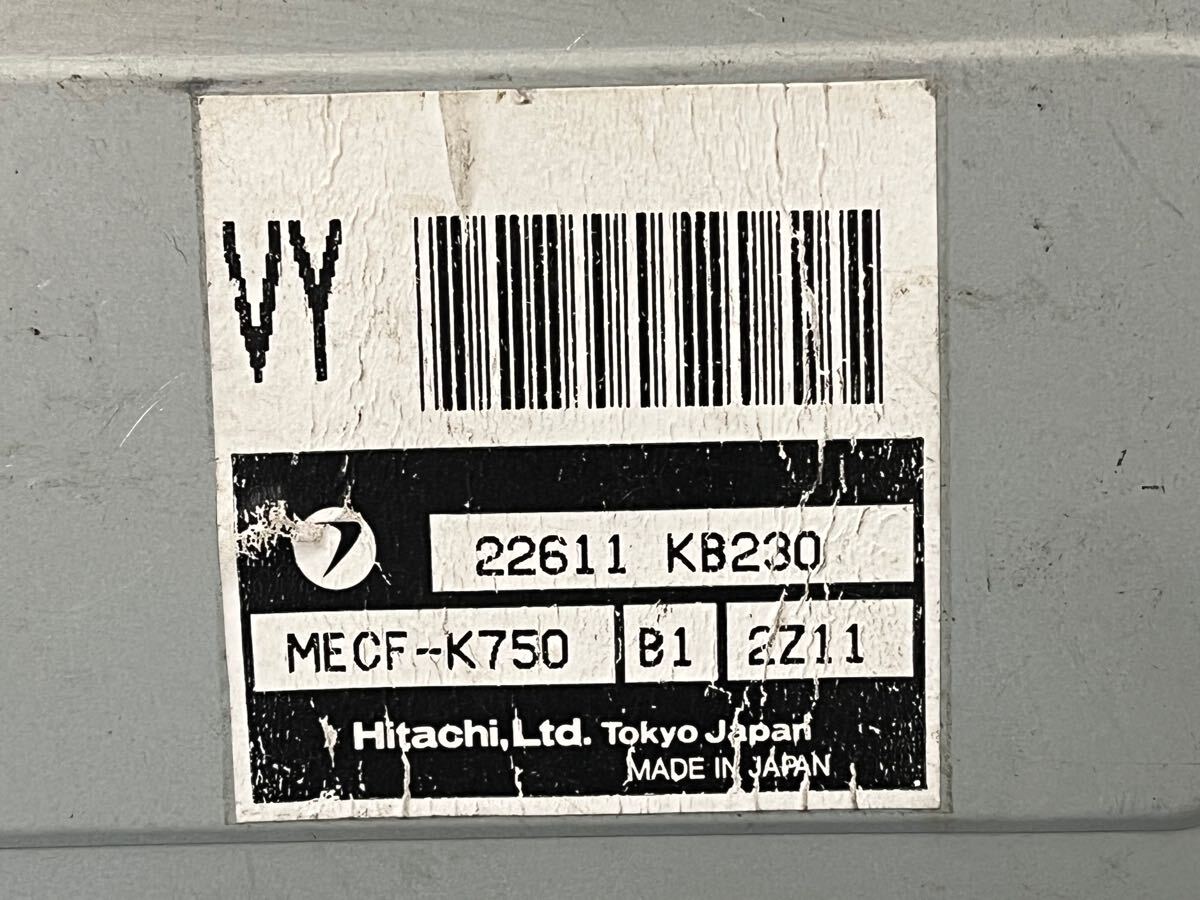 VY
22611 KB230
MECF-K750 B1 2Z11
Hitachi, Ltd. Tokyo Japan
MADE IN JAPAN